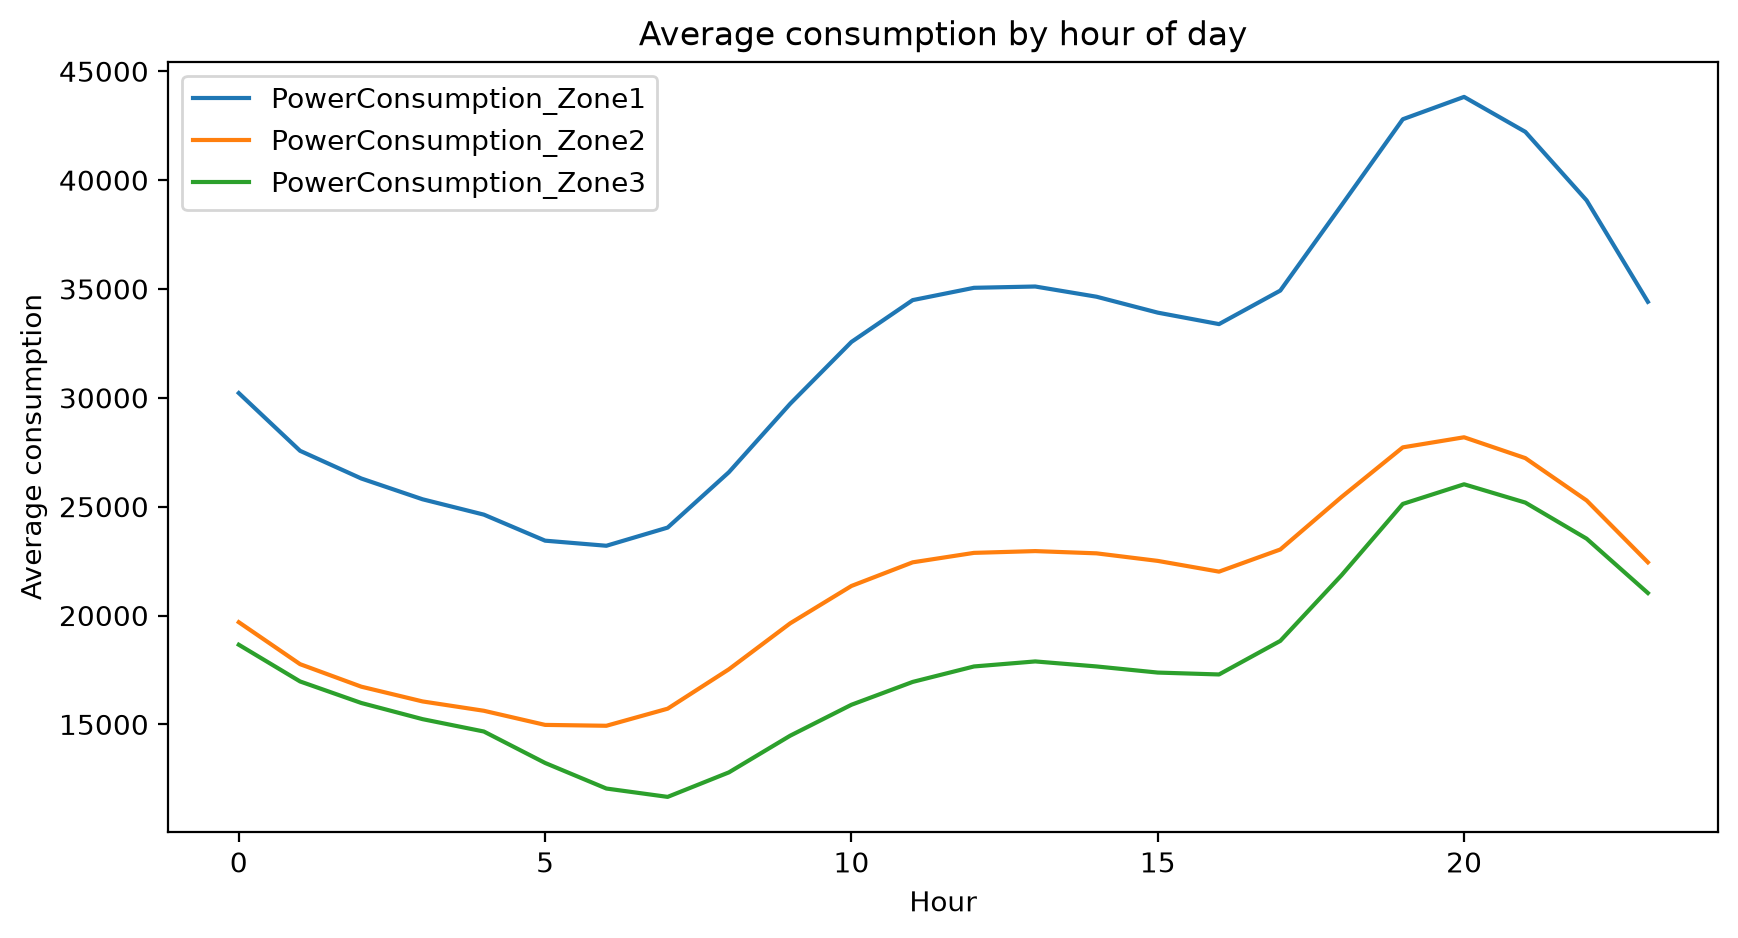 Average consumption by hour of day
45000
40000
35000
30000
25000
20000
15000
Average consumption
PowerConsumption_Zone1
PowerConsumption_Zone2
PowerConsumption_Zone3
0 5 10 15 20
Hour